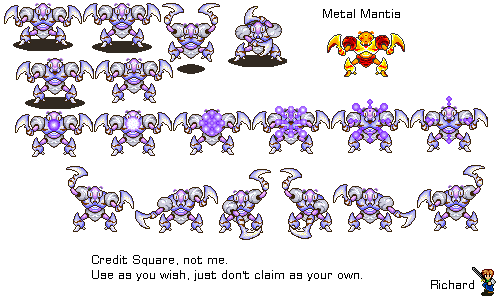 Metal Mantis
Credit Square, not me.
Use as you wish, just don't claim as your own.
Richard